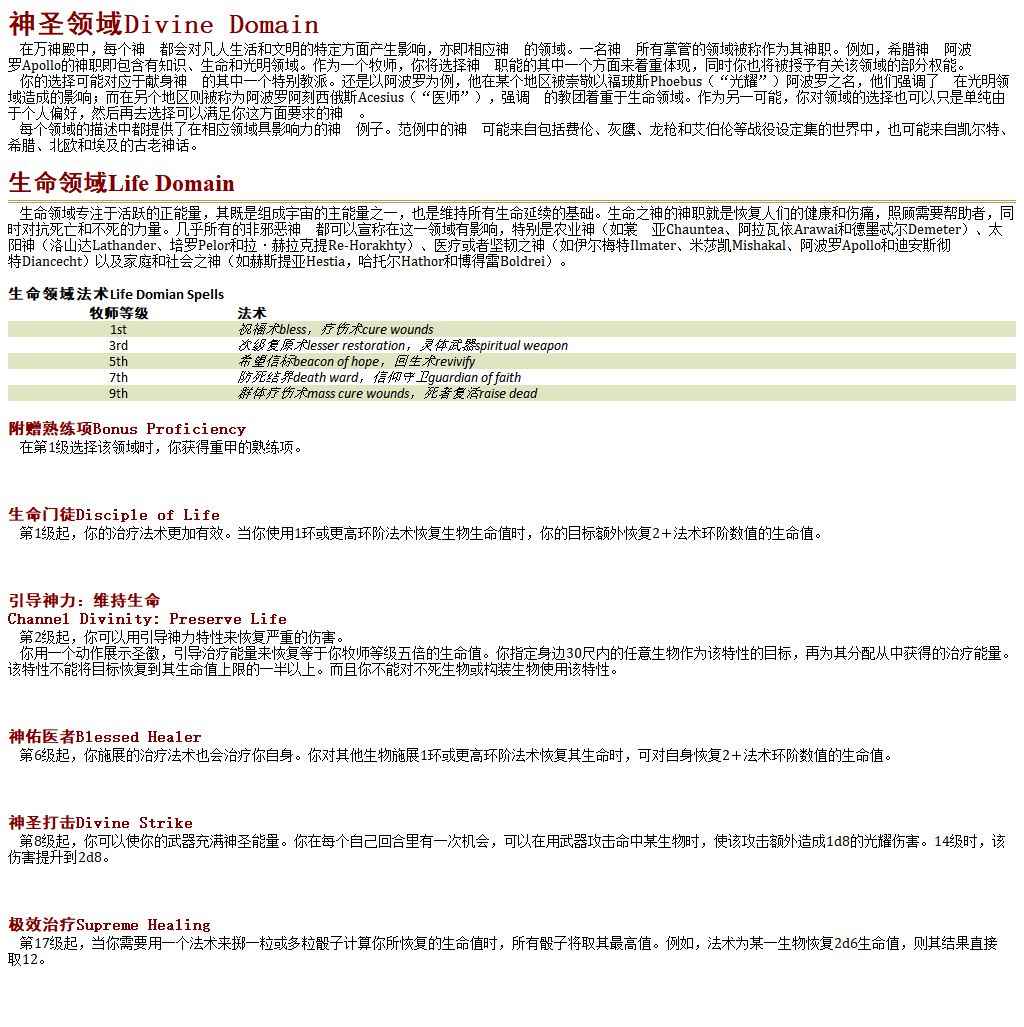 神圣领域Divine Domain
在万神殿中，每个神 都会对凡人生活和文明的特定方面产生影响，亦即相应神 的领域。一名神 所有掌管的领域被称作为其神职。例如，希腊神 阿波
罗Apollo的神职即包含有知识、生命和光明领域。作为一个牧师，你将选择神 职能的其中一个方面来着重体现，同时你也将被授予有关该领域的部分权能。
你的选择可能对应于献身神 的其中一个特别教派。还是以阿波罗为例，他在某个地区被崇敬以福玻斯Phoebus（“光耀”）阿波罗之名，他们强调了 在光明领
域造成的影响；而在另个地区则被称为阿波罗阿刻西俄斯Acesius（“医师”），强调 的教团着重于生命领域。作为另一可能，你对领域的选择也可以只是单纯由
于个人偏好，然后再去选择可以满足你这方面要求的神 。
每个领域的描述中都提供了在相应领域具影响力的神 例子。范例中的神 可能来自包括费伦、灰鹰、龙枪和艾伯伦等战役设定集的世界中，也可能来自凯尔特、
希腊、北欧和埃及的古老神话。
生命领域Life Domain
生命领域专注于活跃的正能量，其既是组成宇宙的主能量之一，也是维持所有生命延续的基础。生命之神的神职就是恢复人们的健康和伤痛，照顾需要帮助者，同
时对抗死亡和不死的力量。几乎所有的非邪恶神 都可以宣称在这一领域有影响，特别是农业神（如裳 亚Chauntea、阿拉瓦依Arawai和德墨忒尔Demeter）、太
阳神（洛山达Lathander、培罗Pelor和拉·赫拉克提Re-Horakhty）、医疗或者坚韧之神（如伊尔梅特Ilmater、米莎凯Mishakal、阿波罗Apollo和迪安斯彻
特Diancecht）以及家庭和社会之神（如赫斯提亚Hestia，哈托尔Hathor和博得雷Boldrei）。
生命领域法术Life Domian Spells
牧师等级 法术
1st 祝福术bless，疗伤术cure wounds
3rd 次级复原术lesser restoration，灵体武器spiritual weapon
5th 希望信标beacon of hope，回生术revivify
7th 防死结界death ward，信仰守卫guardian of faith
9th 群体疗伤术mass cure wounds，死者复活raise dead
附赠熟练项Bonus Proficiency
在第1级选择该领域时，你获得重甲的熟练项。
生命门徒Disciple of Life
第1级起，你的治疗法术更加有效。当你使用1环或更高环阶法术恢复生物生命值时，你的目标额外恢复2＋法术环阶数值的生命值。
引导神力：维持生命
Channel Divinity: Preserve Life
第2级起，你可以用引导神力特性来恢复严重的伤害。
你用一个动作展示圣徽，引导治疗能量来恢复等于你牧师等级五倍的生命值。你指定身边30尺内的任意生物作为该特性的目标，再为其分配从中获得的治疗能量。
该特性不能将目标恢复到其生命值上限的一半以上。而且你不能对不死生物或构装生物使用该特性。
神佑医者Blessed Healer
第6级起，你施展的治疗法术也会治疗你自身。你对其他生物施展1环或更高环阶法术恢复其生命时，可对自身恢复2＋法术环阶数值的生命值。
神圣打击Divine Strike
第8级起，你可以使你的武器充满神圣能量。你在每个自己回合里有一次机会，可以在用武器攻击命中某生物时，使该攻击额外造成1d8的光耀伤害。14级时，该
伤害提升到2d8。
极效治疗Supreme Healing
第17级起，当你需要用一个法术来掷一粒或多粒骰子计算你所恢复的生命值时，所有骰子将取其最高值。例如，法术为某一生物恢复2d6生命值，则其结果直接
取12。